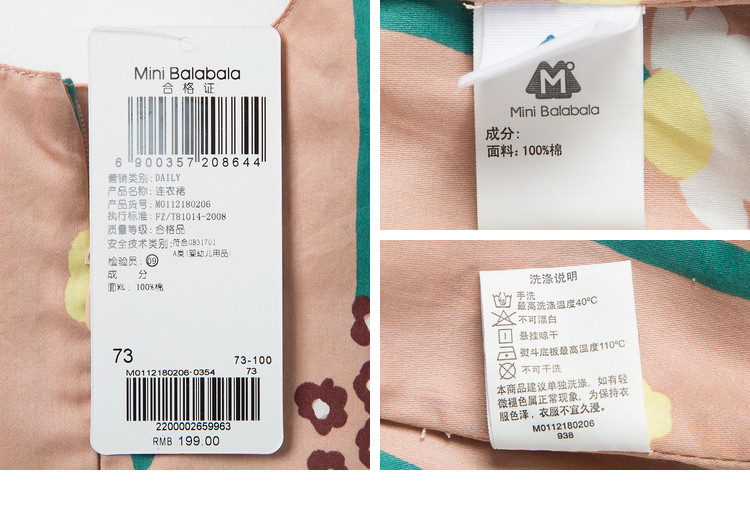 Mini Balabala
合格证
6 900357 208644
营销类别: DAILY
产品名称: 连衣裙
产品货号: M0112180206
执行标准: FZ/T81014-2008
质量等级: 合格品
安全技术类别: 符合GB31701
A类(婴幼儿用品)
检验员: 09
成 分
面料: 100%棉
73
73-100
M0112180206-0354 73
2200002659963
RMB 199.00
M
Mini Balabala
成分:
面料: 100%棉
洗涤说明
手洗
最高洗涤温度40ºC
不可漂白
悬挂晾干
熨斗底板最高温度110ºC
不可干洗
本商品建议单独洗涤, 如有轻
微褪色属正常现象, 为保持衣
服色泽, 衣服不宜久浸。
M0112180206
938